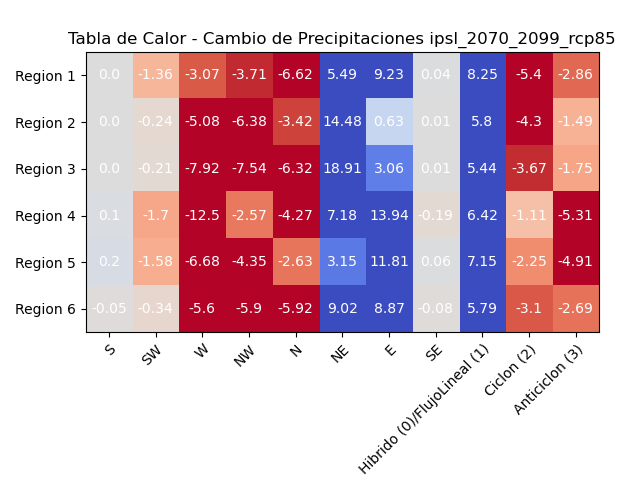 Tabla de Calor - Cambio de Precipitaciones ipsl_2070_2099_rcp85
Region 1 0.0 -1.36 -3.07 -3.71 -6.62 5.49 9.23 0.04 8.25 -5.4 -2.86
Region 2 0.0 -0.24 -5.08 -6.38 -3.42 14.48 0.63 0.01 5.8 -4.3 -1.49
Region 3 0.0 -0.21 -7.92 -7.54 -6.32 18.91 3.06 0.01 5.44 -3.67 -1.75
Region 4 0.1 -1.7 -12.5 -2.57 -4.27 7.18 13.94 -0.19 6.42 -1.11 -5.31
Region 5 0.2 -1.58 -6.68 -4.35 -2.63 3.15 11.81 0.06 7.15 -2.25 -4.91
Region 6 -0.05 -0.34 -5.6 -5.9 -5.92 9.02 8.87 -0.08 5.79 -3.1 -2.69
S SW W NW N NE E SE Hibrido (0)/FlujoLineal (1) Ciclon (2) Anticiclon (3)